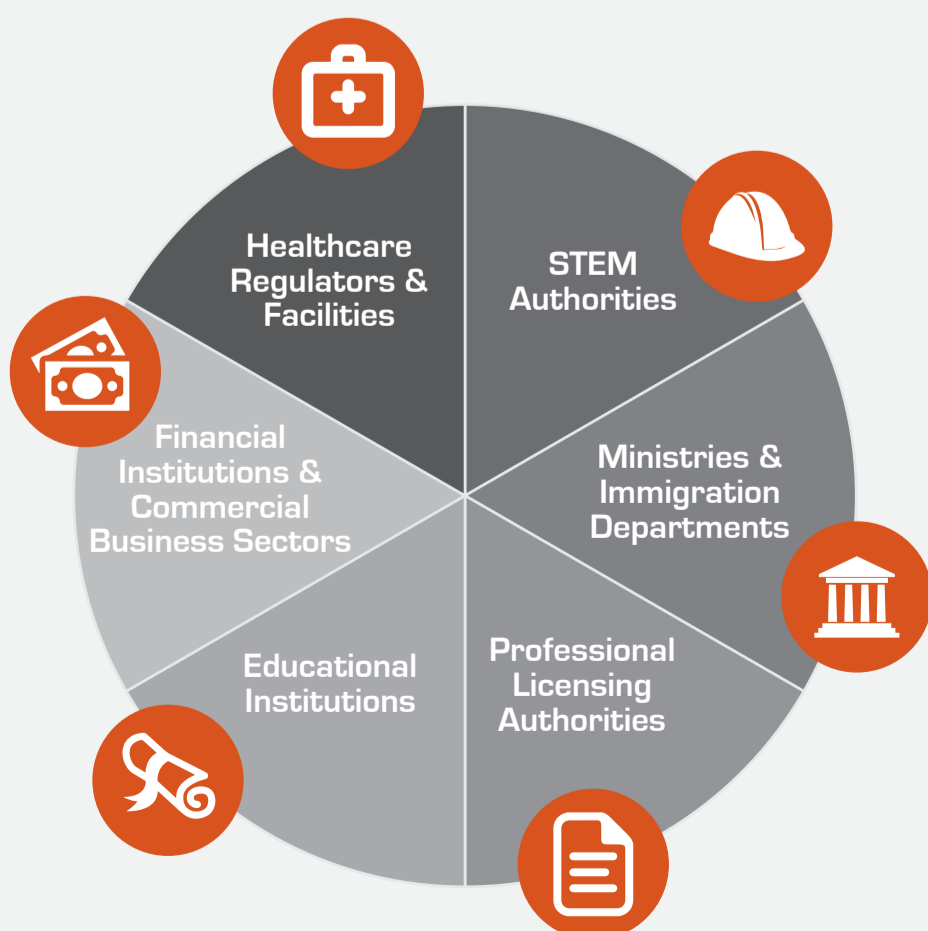 Healthcare
Regulators &
Facilities
STEM
Authorities
Ministries &
Immigration
Departments
Professional
Licensing
Authorities
Educational
Institutions
Financial
Institutions &
Commercial
Business Sectors